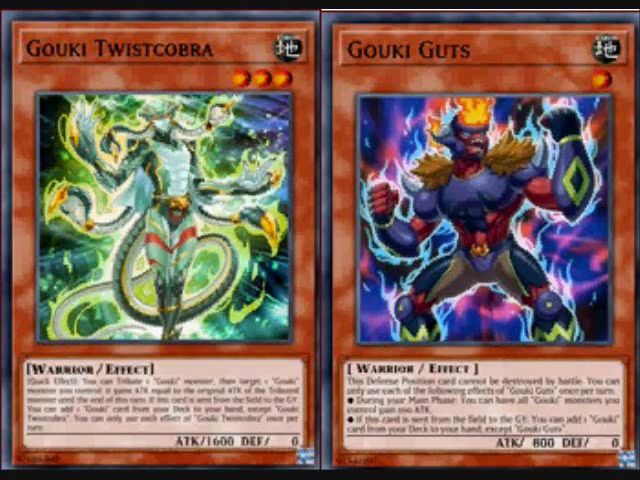 GOUKI TWISTCOBRA
地
[WARRIOR/EFFECT]
(Quick Effect): You can Tribute 1 "Gouki" monster, then target 1 "Gouki"
monster you control; it gains ATK equal to the original ATK of the Tributed
monster until the end of this turn. If this card is sent from the field to the GY:
You can add 1 "Gouki" card from your Deck to your hand, except "Gouki
Twistcobra". You can only use each effect of "Gouki Twistcobra" once per
turn.
ATK/1600 DEF/ 0
GOUKI GUTS
地
[ WARRIOR / EFFECT ]
This Defense Position card cannot be destroyed by battle. You can
only use each of the following effects of "Gouki Guts" once per turn.
●During your Main Phase: You can have all "Gouki" monsters you
control gain 200 ATK.
● If this card is sent from the field to the GY: You can add 1 "Gouki"
card from your Deck to your hand, except "Gouki Guts".
ATK/ 800 DEF/ 0